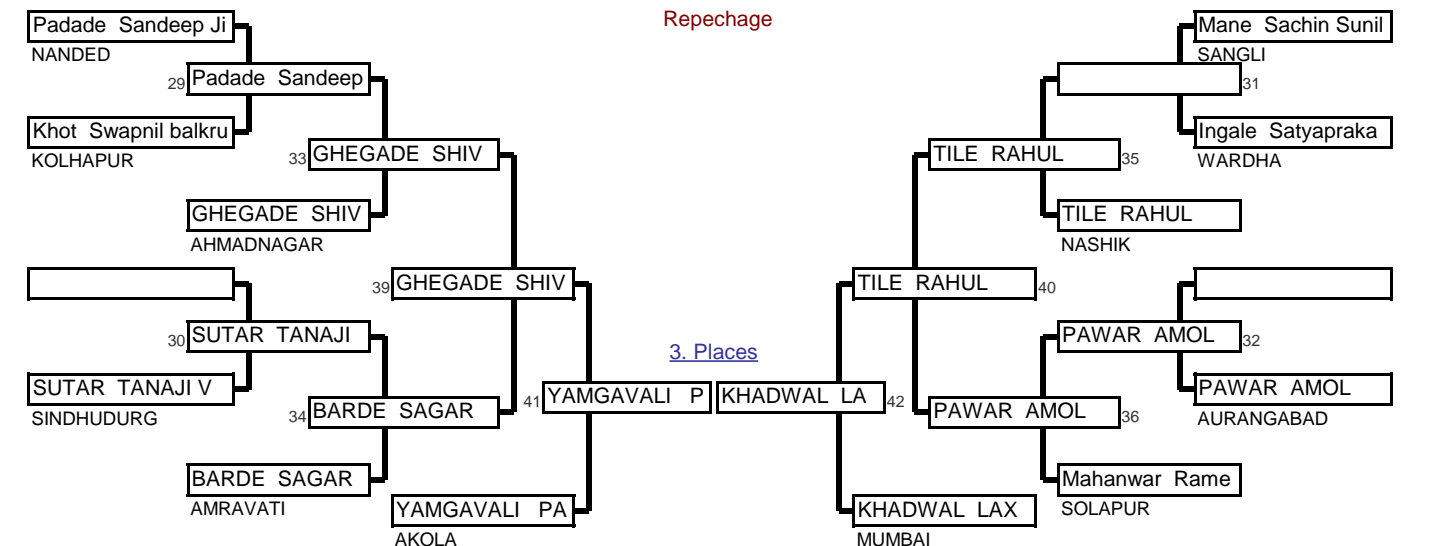 Repechage
Padade Sandeep Ji
NANDED
29 Padade Sandeep
Khot Swapnil balkru
KOLHAPUR
33 GHEGADE SHIV
GHEGADE SHIV
AHMADNAGAR
39 GHEGADE SHIV
30 SUTAR TANAJI
SUTAR TANAJI V
SINDHUDURG
34 BARDE SAGAR
BARDE SAGAR
AMRAVATI
3. Places
41 YAMGAVALI P
YAMGAVALI PA
AKOLA
Mane Sachin Sunil
SANGLI
31
Ingale Satyapraka
WARDHA
TILE RAHUL 35
TILE RAHUL
NASHIK
TILE RAHUL 40
PAWAR AMOL 32
PAWAR AMOL
AURANGABAD
KHADWAL LA 42
PAWAR AMOL 36
Mahanwar Rame
SOLAPUR
KHADWAL LAX
MUMBAI